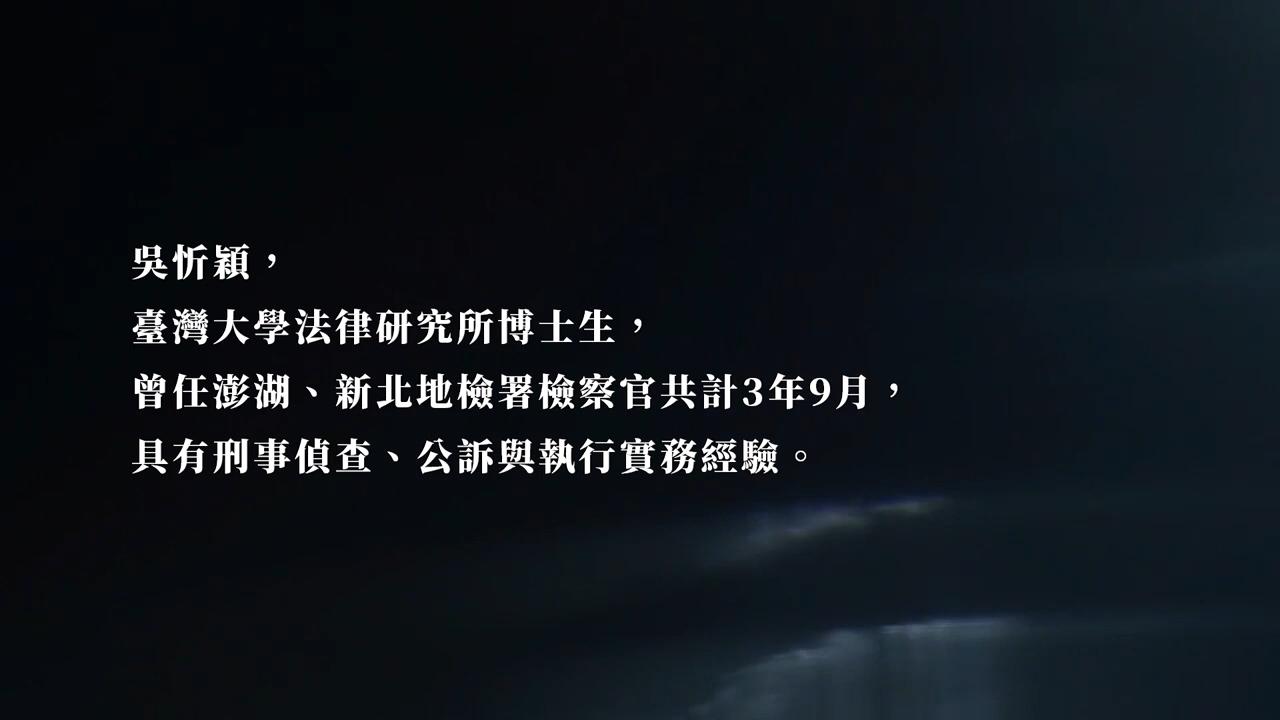 吳忻穎，
臺灣大學法律研究所博士生，
曾任澎湖、新北地檢署檢察官共計3年9月，
具有刑事偵查、公訴與執行實務經驗。